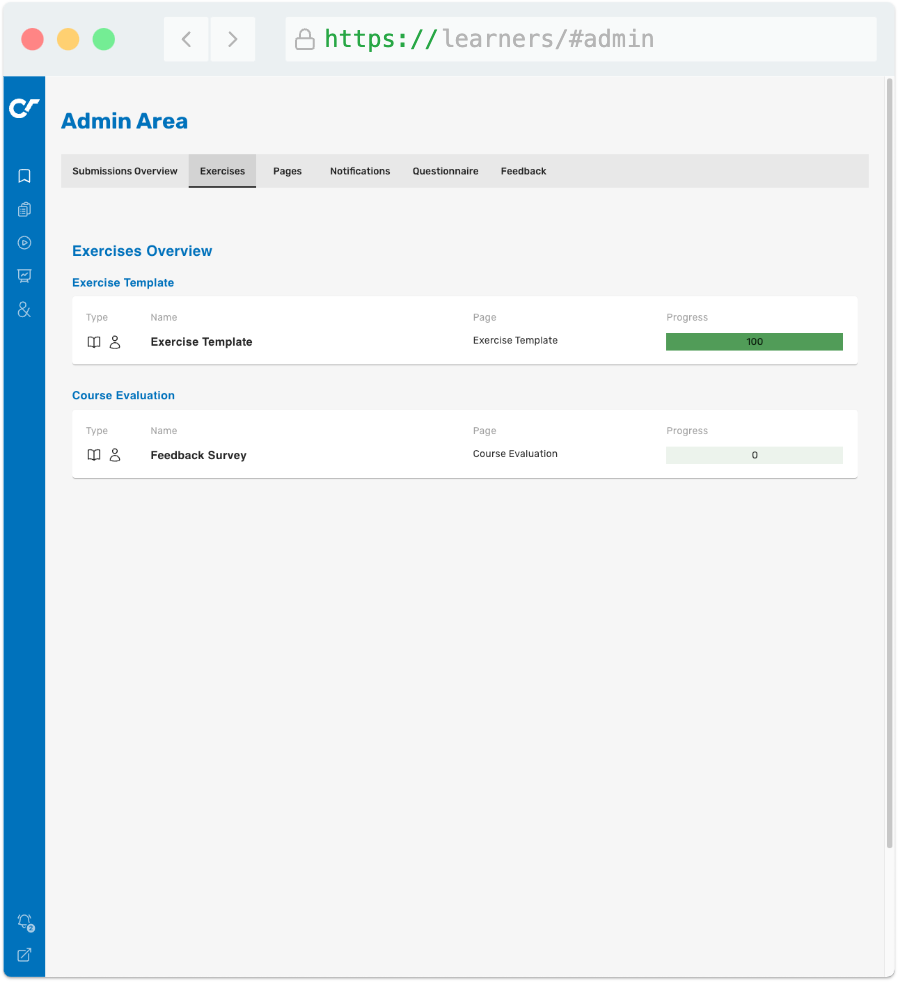 https://learners/#admin
Admin Area
Submissions Overview Exercises Pages Notifications Questionnaire Feedback
Exercises Overview
Exercise Template
Type Name Page Progress
Exercise Template Exercise Template 100
Course Evaluation
Type Name Page Progress
Feedback Survey Course Evaluation 0
2